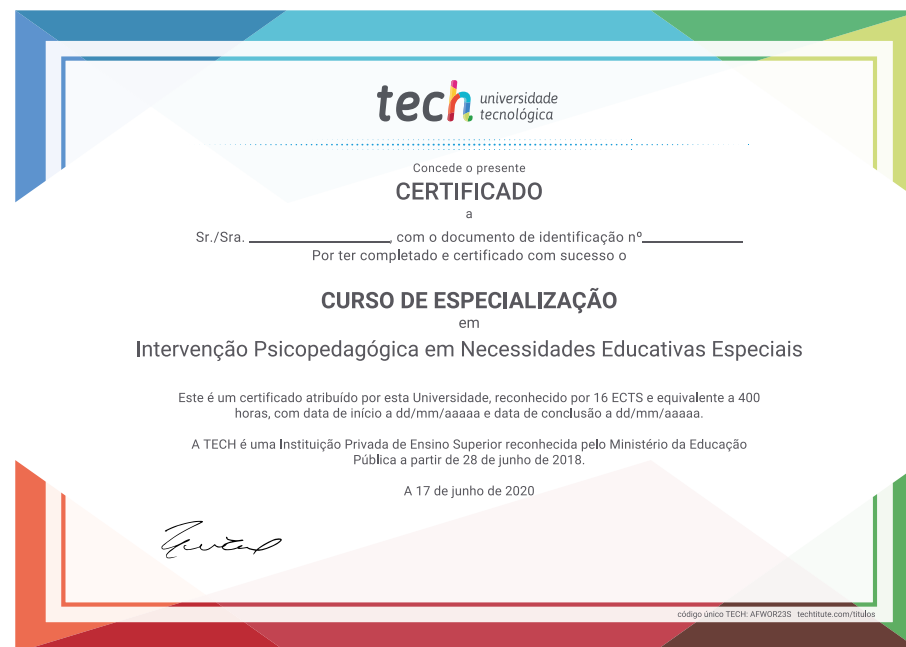 tech universidade
tecnológica
Concede o presente
CERTIFICADO
a
Sr./Sra. ____________, com o documento de identificação nº____________
Por ter completado e certificado com sucesso o
CURSO DE ESPECIALIZAÇÃO
em
Intervenção Psicopedagógica em Necessidades Educativas Especiais
Este é um certificado atribuído por esta Universidade, reconhecido por 16 ECTS e equivalente a 400
horas, com data de início a dd/mm/aaaaa e data de conclusão a dd/mm/aaaaa.
A TECH é uma Instituição Privada de Ensino Superior reconhecida pelo Ministério da Educação
Pública a partir de 28 de junho de 2018.
A 17 de junho de 2020
código único TECH: AFWOR23S techtitute.com/titulos